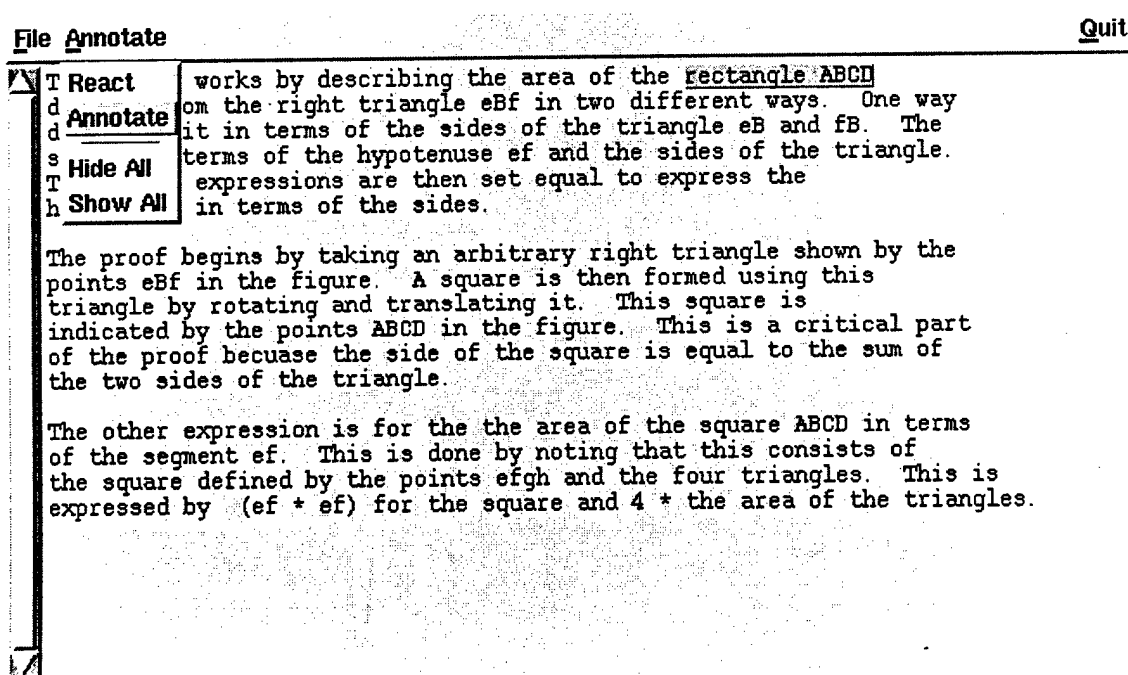 File Annotate Quit
T React works by describing the area of the rectangle ABCD
d Annotate om the right triangle eBf in two different ways. One way
d it in terms of the sides of the triangle eB and fB. The
s Hide All terms of the hypotenuse ef and the sides of the triangle.
T expressions are then set equal to express the
h Show All in terms of the sides.
The proof begins by taking an arbitrary right triangle shown by the
points eBf in the figure. A square is then formed using this
triangle by rotating and translating it. This square is
indicated by the points ABCD in the figure. This is a critical part
of the proof becuase the side of the square is equal to the sum of
the two sides of the triangle.
The other expression is for the the area of the square ABCD in terms
of the segment ef. This is done by noting that this consists of
the square defined by the points efgh and the four triangles. This is
expressed by (ef * ef) for the square and 4 * the area of the triangles.